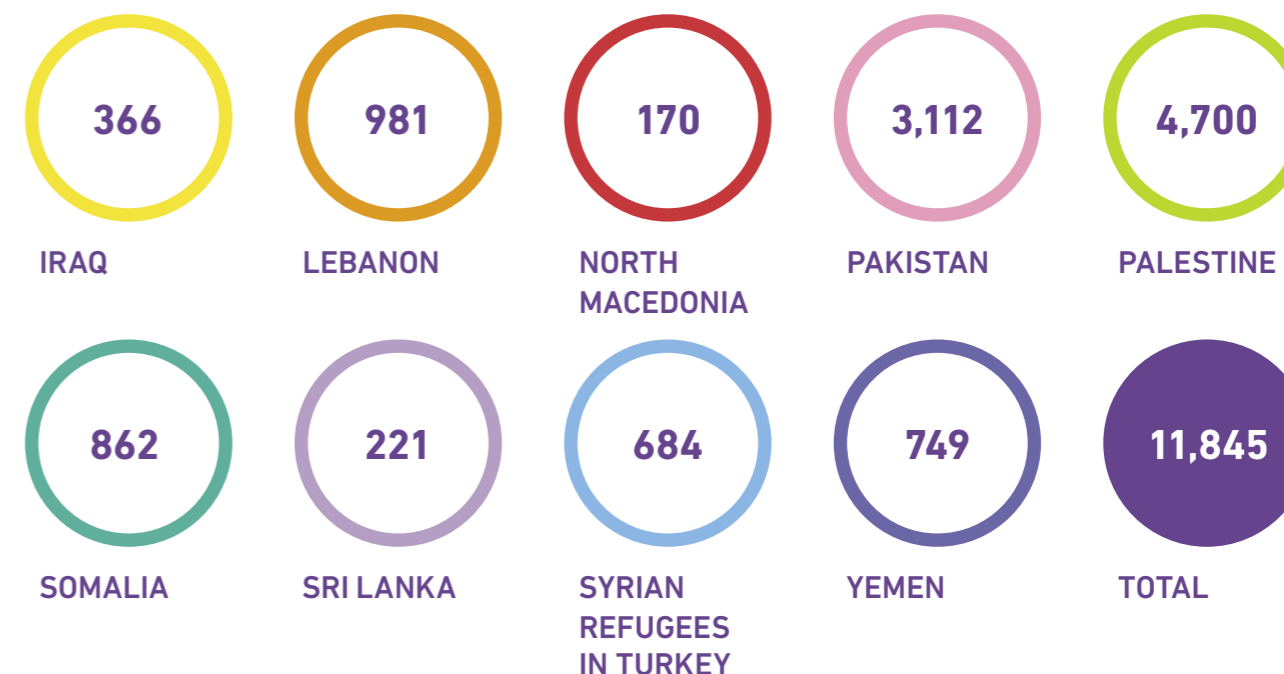 366
981
170
3,112
4,700
IRAQ
LEBANON
NORTH
MACEDONIA
PAKISTAN
PALESTINE
862
221
684
749
11,845
SOMALIA
SRI LANKA
SYRIAN
REFUGEES
IN TURKEY
YEMEN
TOTAL